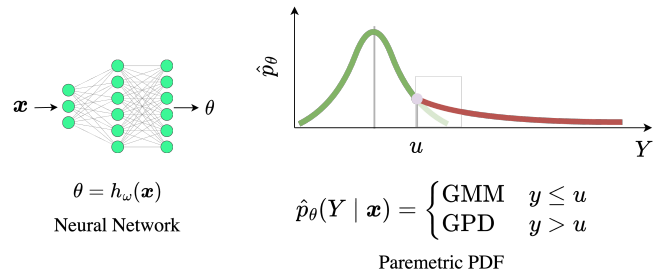 x → θ
θ = h_ω(x)
Neural Network
p̂_θ
u
Y
p̂_θ(Y | x) = { GMM y ≤ u
GPD y > u
Paremetric PDF